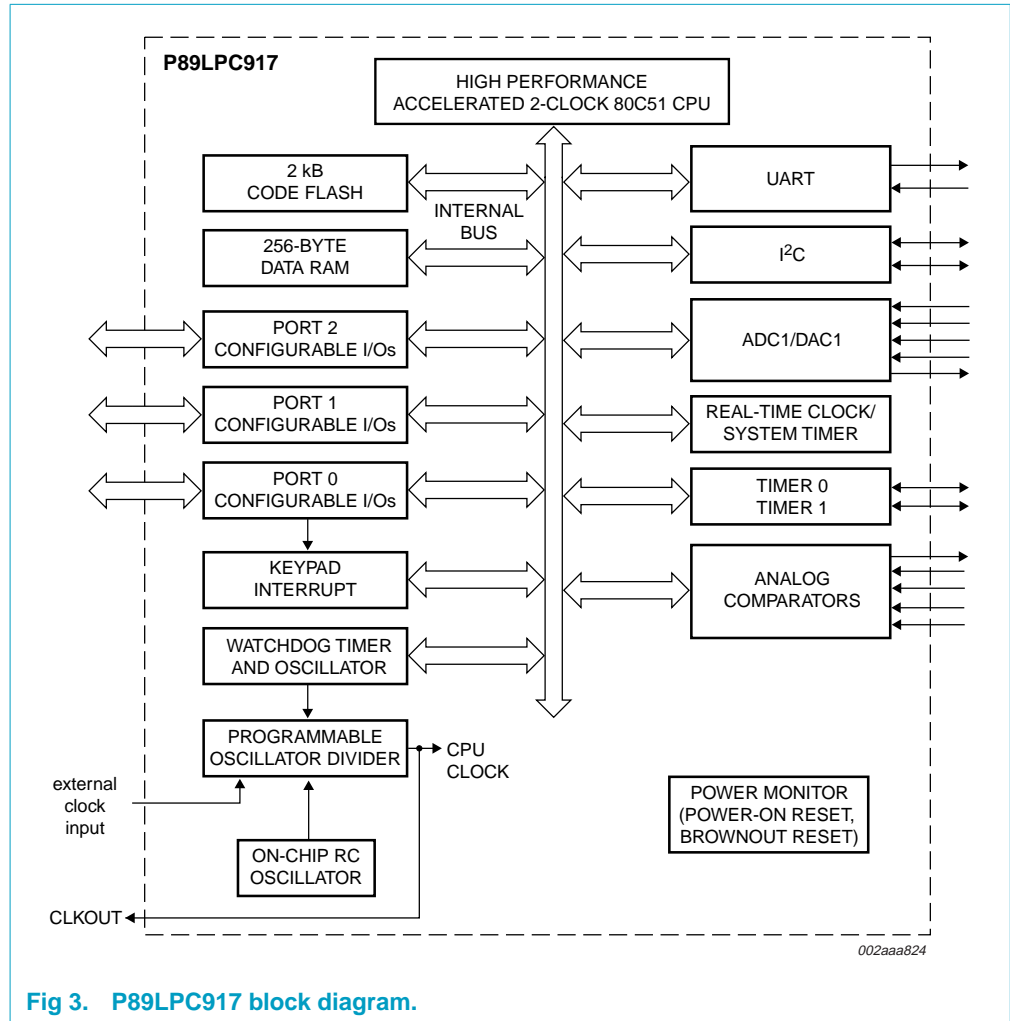 P89LPC917
HIGH PERFORMANCE
ACCELERATED 2-CLOCK 80C51 CPU
2 kB
CODE FLASH
INTERNAL
BUS
256-BYTE
DATA RAM
PORT 2
CONFIGURABLE I/Os
PORT 1
CONFIGURABLE I/Os
PORT 0
CONFIGURABLE I/Os
KEYPAD
INTERRUPT
WATCHDOG TIMER
AND OSCILLATOR
PROGRAMMABLE
OSCILLATOR DIVIDER
CPU
CLOCK
external
clock
input
ON-CHIP RC
OSCILLATOR
CLKOUT
UART
I²C
ADC1/DAC1
REAL-TIME CLOCK/
SYSTEM TIMER
TIMER 0
TIMER 1
ANALOG
COMPARATORS
POWER MONITOR
(POWER-ON RESET,
BROWNOUT RESET)
002aaa824
Fig 3. P89LPC917 block diagram.